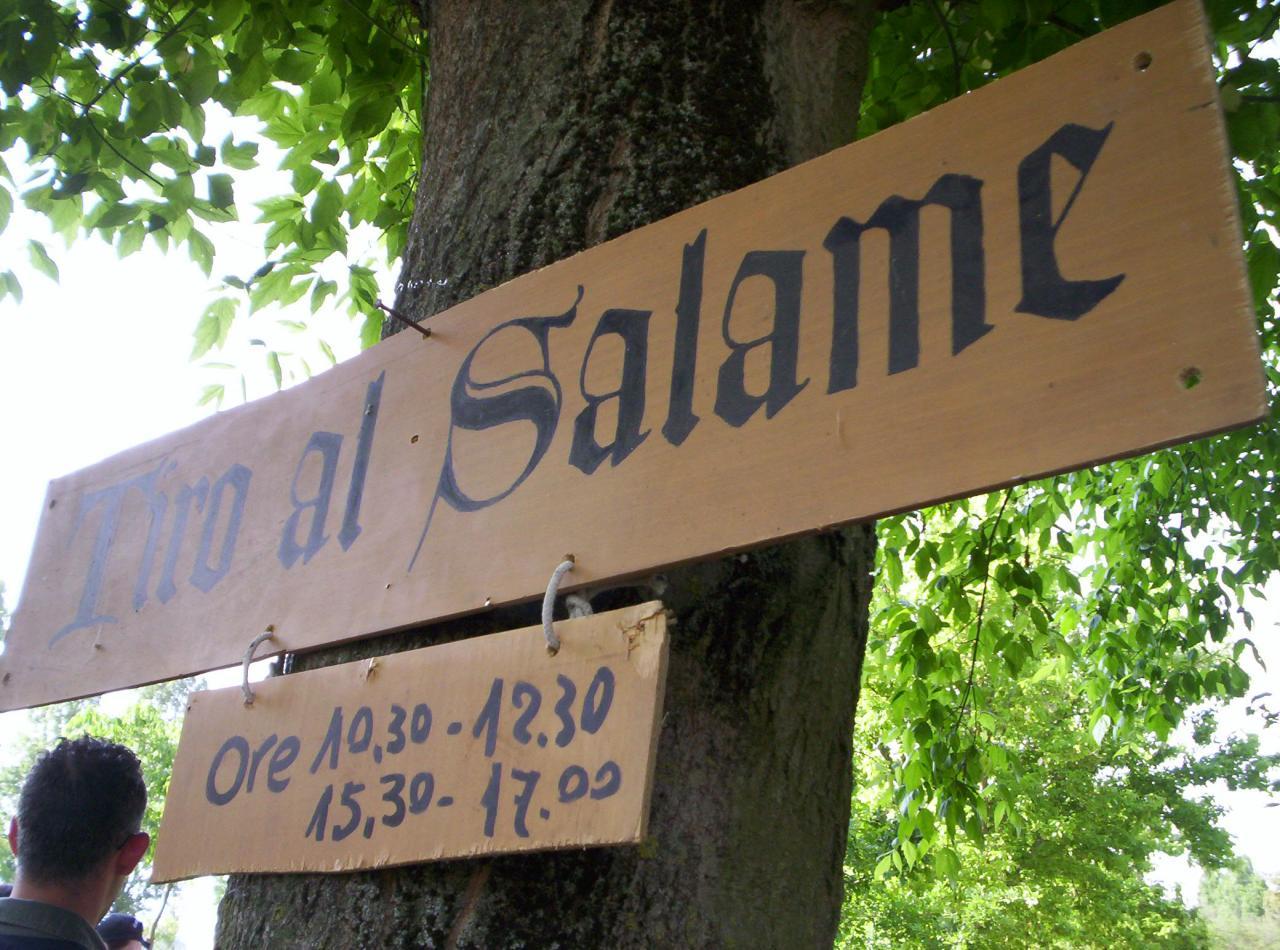 Tiro al Salame
Ore 10,30 - 12.30
15,30 - 17.00